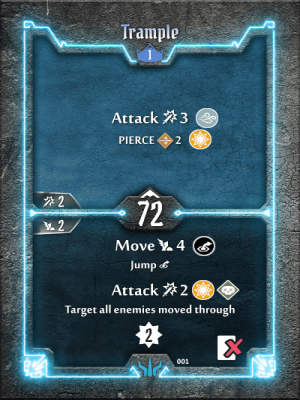 Trample
1
Attack 3
PIERCE 2
2
72
2
Move 4
Jump
Attack 2
Target all enemies moved through
2
001